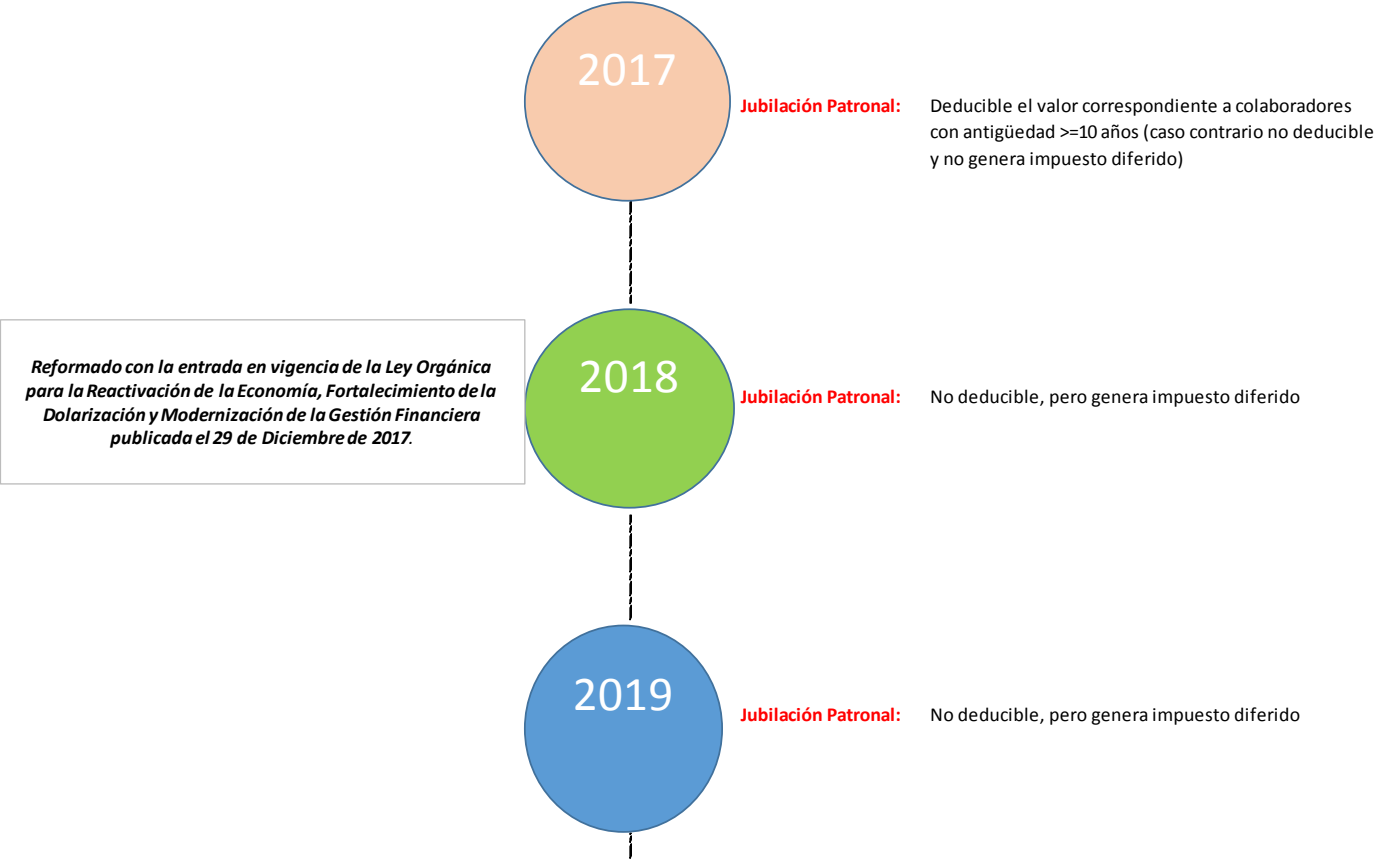 2017
Jubilación Patronal:
Deducible el valor correspondiente a colaboradores
con antigüedad >=10 años (caso contrario no deducible
y no genera impuesto diferido)
Reformado con la entrada en vigencia de la Ley Orgánica
para la Reactivación de la Economía, Fortalecimiento de la
Dolarización y Modernización de la Gestión Financiera
publicada el 29 de Diciembre de 2017.
2018
Jubilación Patronal:
No deducible, pero genera impuesto diferido
2019
Jubilación Patronal:
No deducible, pero genera impuesto diferido